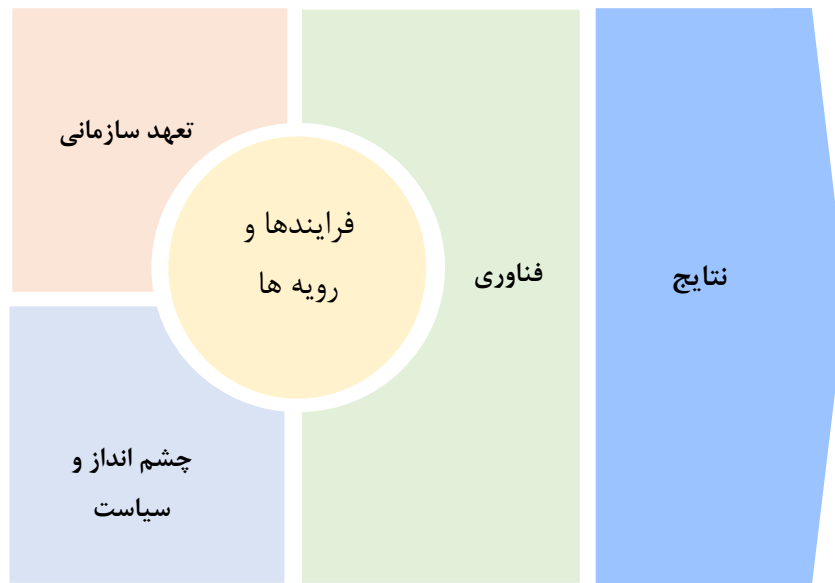 تعهد سازمانی
فرایندها و
رویه ها
فناوری
نتایج
چشم انداز و
سیاست